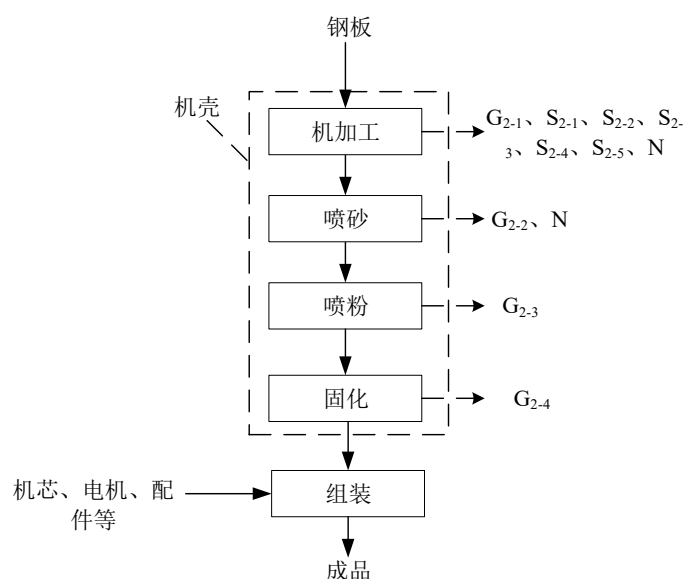 钢板
机壳
机加工
G2-1、S2-1、S2-2、S2-
3、S2-4、S2-5、N
喷砂
G2-2、N
喷粉
G2-3
固化
G2-4
机芯、电机、配
件等
组装
成品